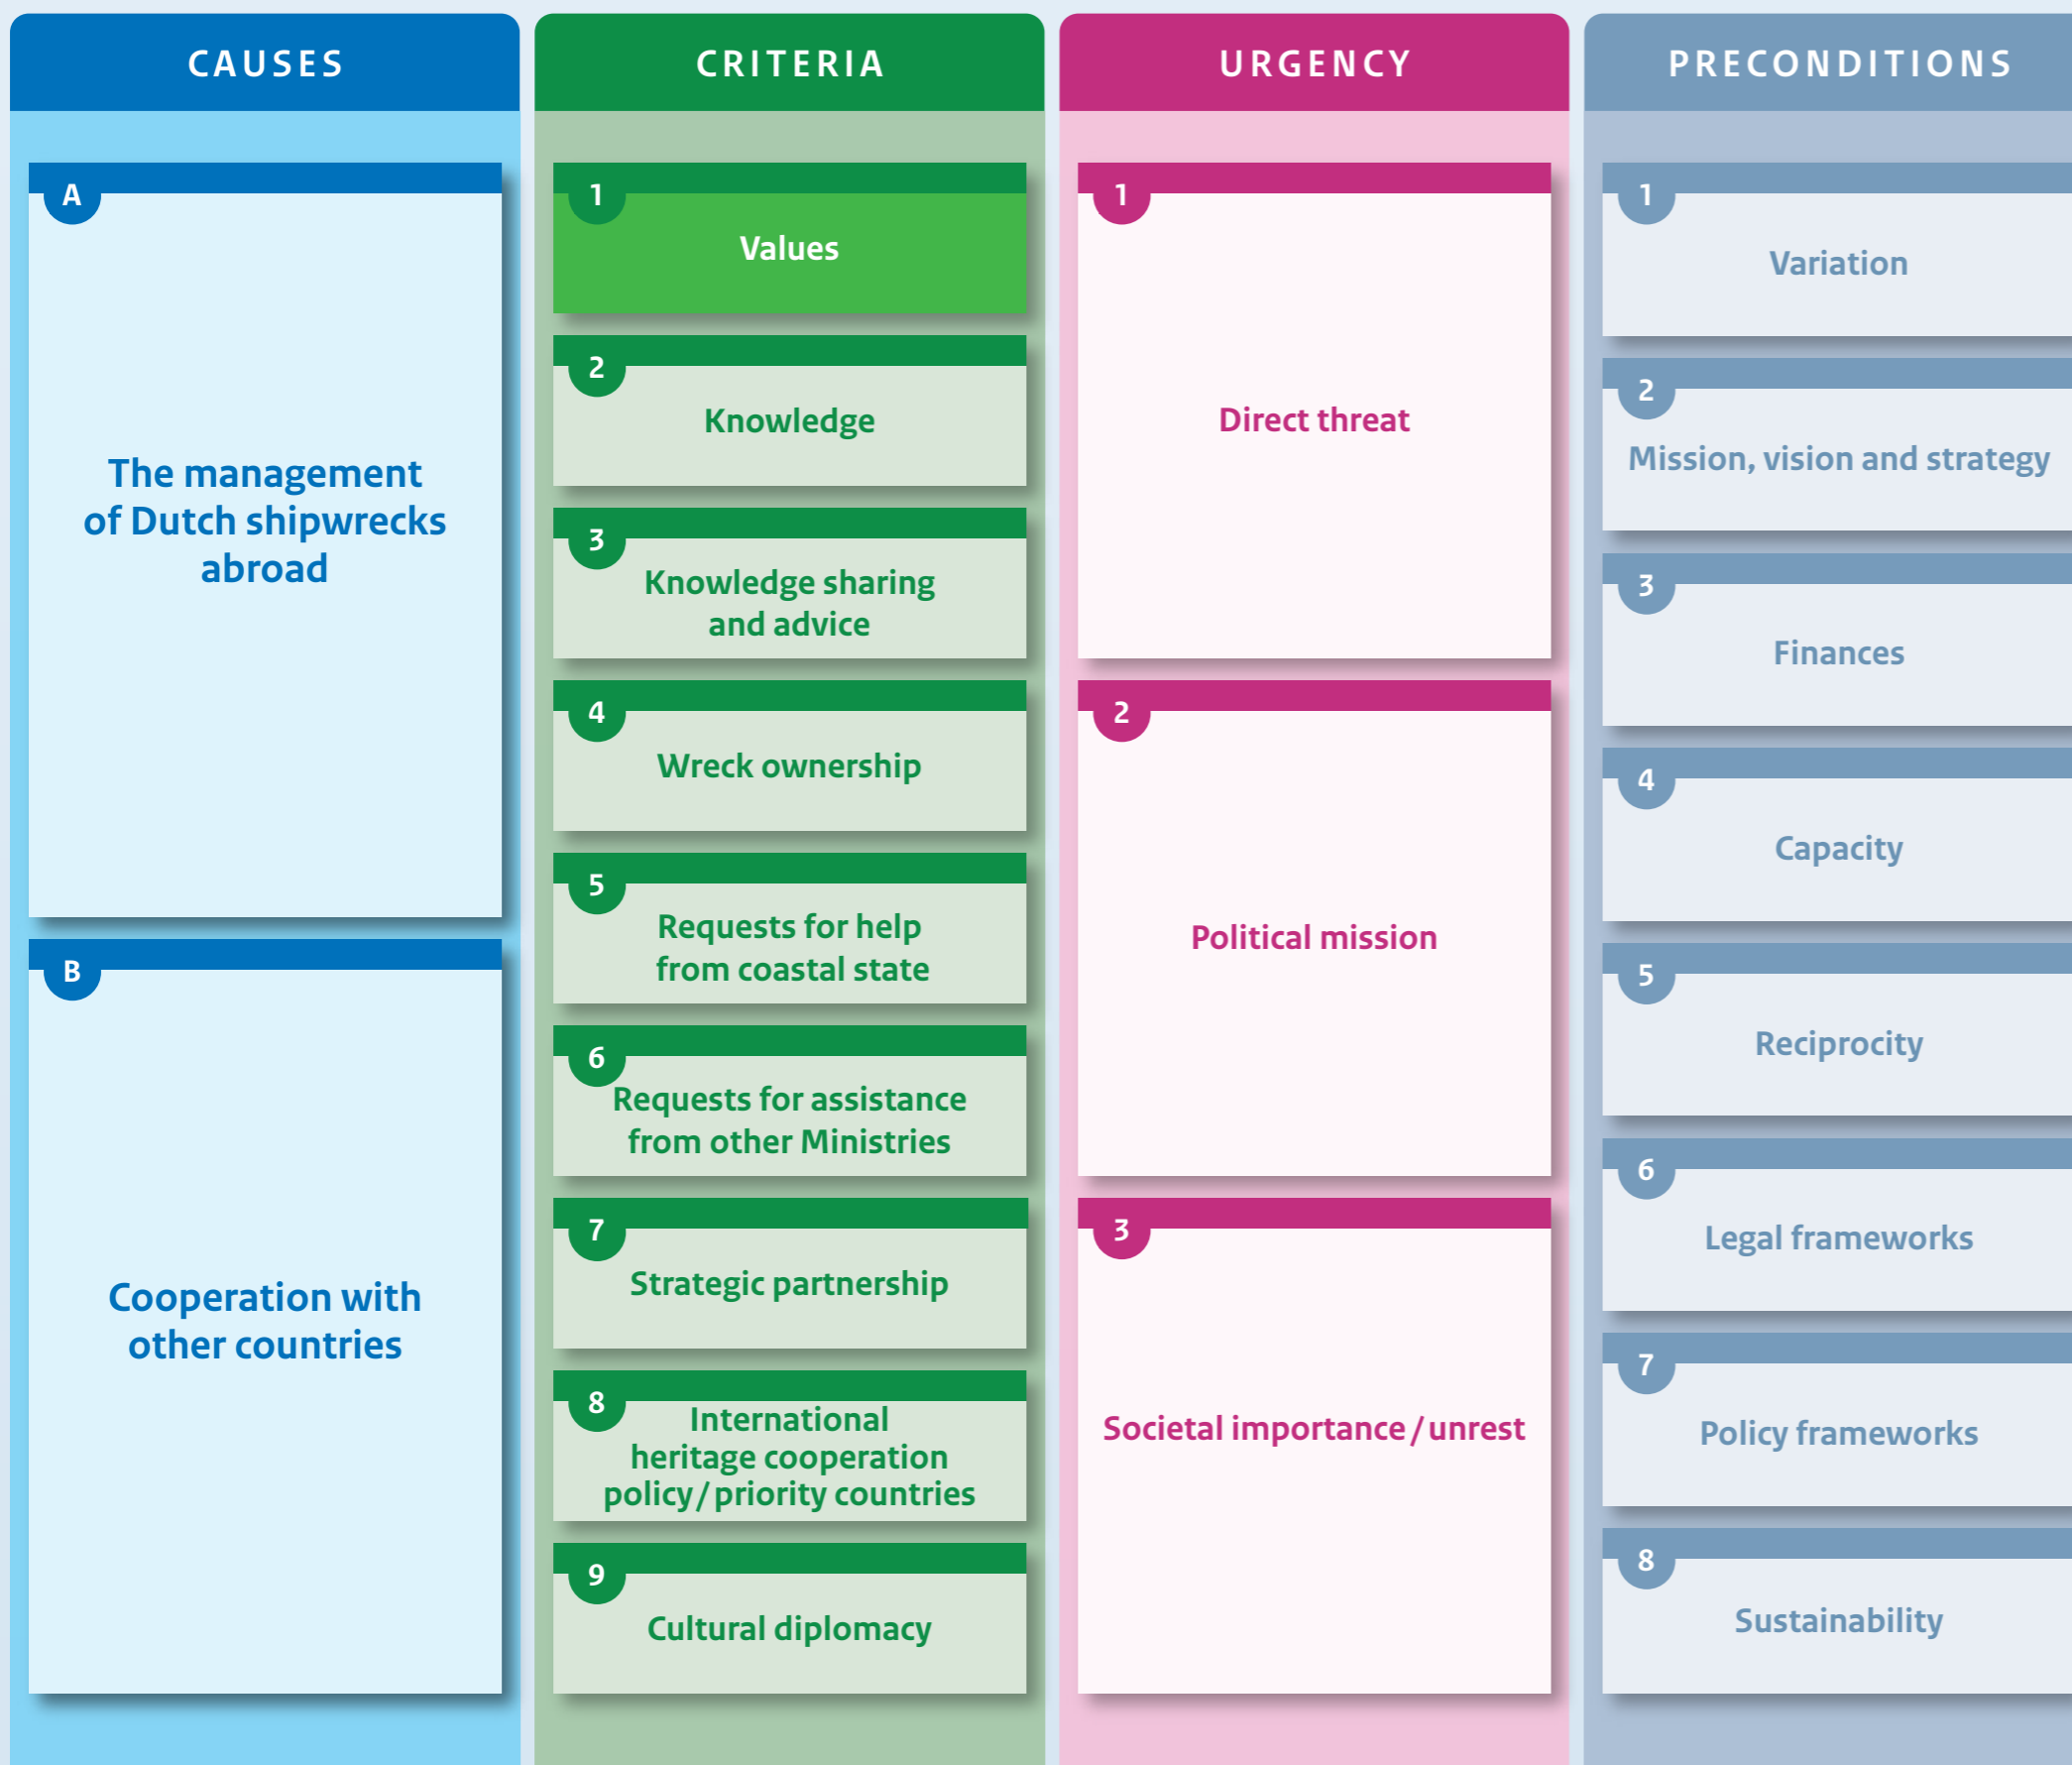 CAUSES
A
The management
of Dutch shipwrecks
abroad
B
Cooperation with
other countries
CRITERIA
1
Values
2
Knowledge
3
Knowledge sharing
and advice
4
Wreck ownership
5
Requests for help
from coastal state
6
Requests for assistance
from other Ministries
7
Strategic partnership
8
International
heritage cooperation
policy / priority countries
9
Cultural diplomacy
URGENCY
1
Direct threat
2
Political mission
3
Societal importance / unrest
PRECONDITIONS
1
Variation
2
Mission, vision and strategy
3
Finances
4
Capacity
5
Reciprocity
6
Legal frameworks
7
Policy frameworks
8
Sustainability